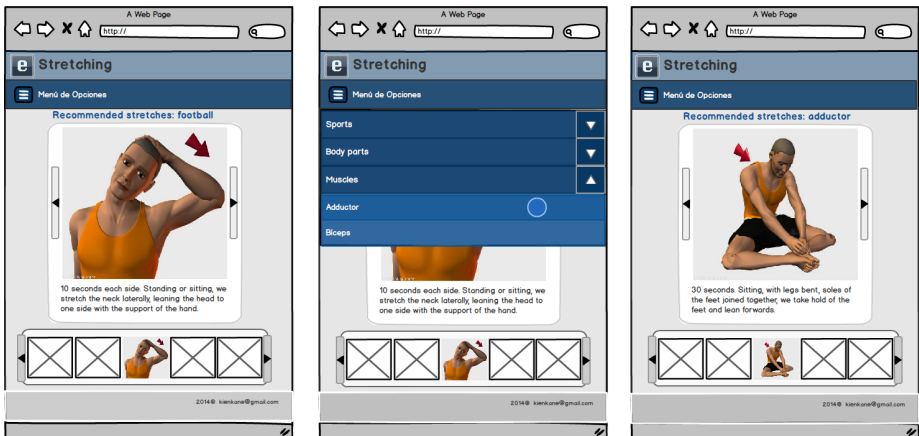 A Web Page
http://
e Stretching
Menú de Opciones
Recommended stretches: football
10 seconds each side. Standing or sitting, we
stretch the neck laterally, leaning the head to
one side with the support of the hand.
2014© kienkane@gmail.com
A Web Page
http://
e Stretching
Menú de Opciones
Sports
Body parts
Muscles
Adductor
Biceps
10 seconds each side. Standing or sitting, we
stretch the neck laterally, leaning the head to
one side with the support of the hand.
2014© kienkane@gmail.com
A Web Page
http://
e Stretching
Menú de Opciones
Recommended stretches: adductor
30 seconds. Sitting, with legs bent, soles of
the feet joined together, we take hold of the
feet and lean forwards.
2014© kienkane@gmail.com